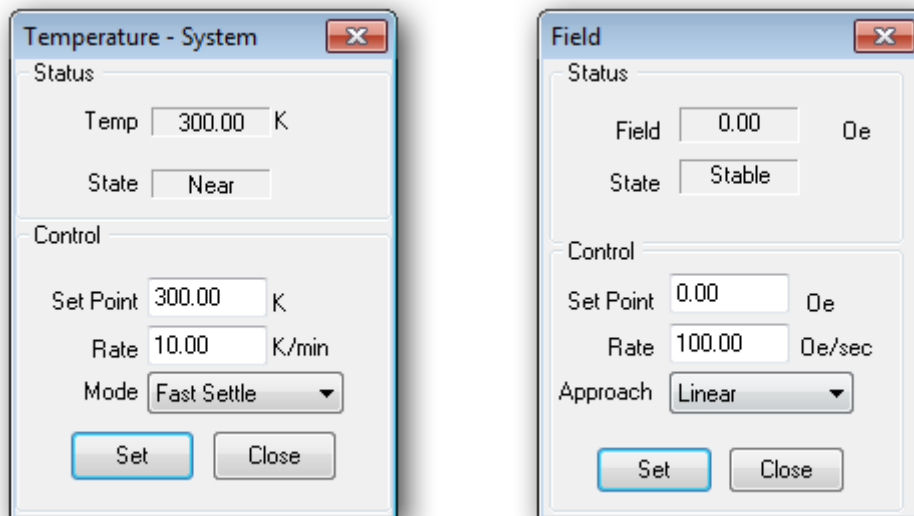 Temperature - System
Status
Temp 300.00 K
State Near
Control
Set Point 300.00 K
Rate 10.00 K/min
Mode Fast Settle
Set Close
Field
Status
Field 0.00 Oe
State Stable
Control
Set Point 0.00 Oe
Rate 100.00 Oe/sec
Approach Linear
Set Close